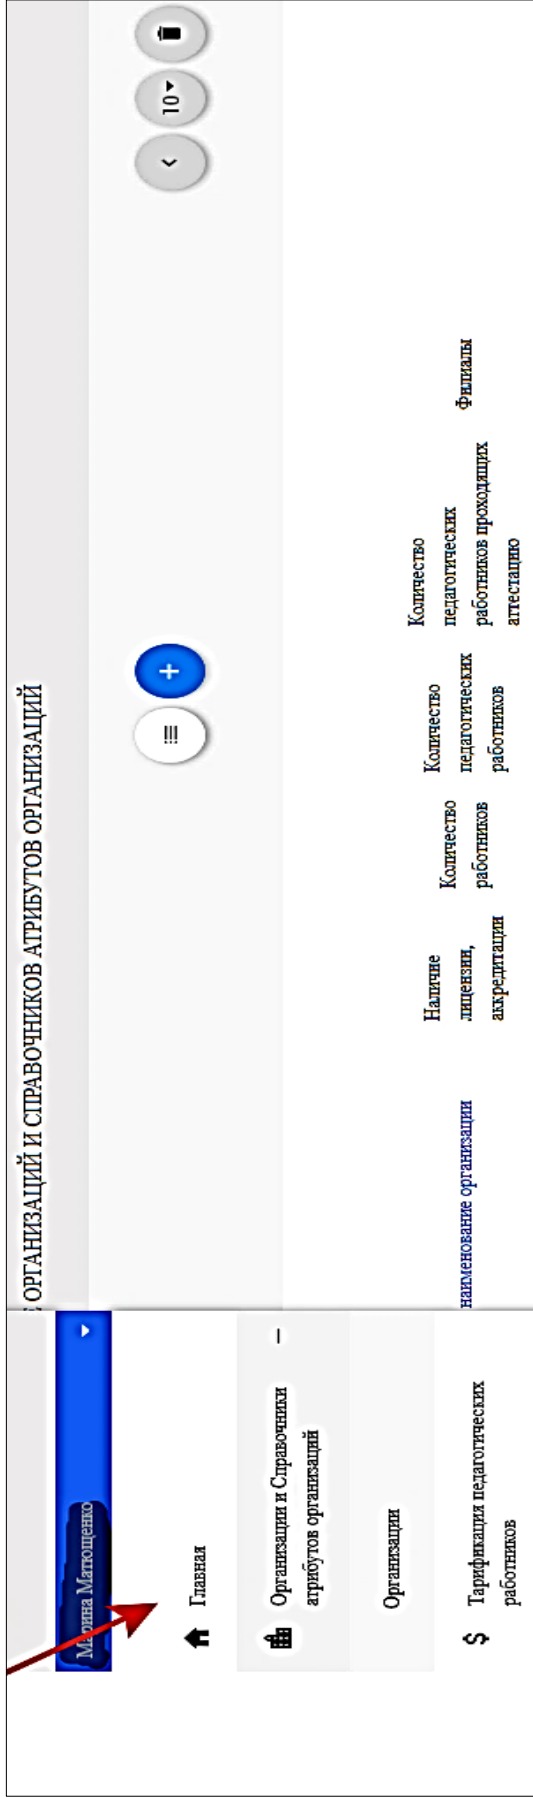 ОРГАНИЗАЦИЙ И СПРАВОЧНИКОВ АТРИБУТОВ ОРГАНИЗАЦИЙ
Марина Матющенко
10
Главная
Организации и Справочники
атрибутов организаций
Организации
Тарификация педагогических
работников
наименование организации
Наличие
лицензии,
аккредитации
Количество
работников
Количество
педагогических
работников
Количество
педагогических
работников проходящих
аттестацию
Филиалы